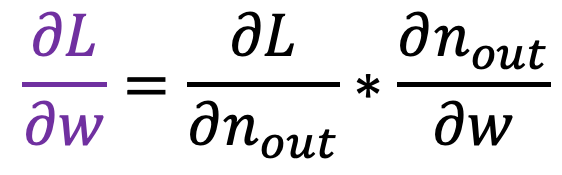 ∂L/∂w = ∂L/∂n_out * ∂n_out/∂w